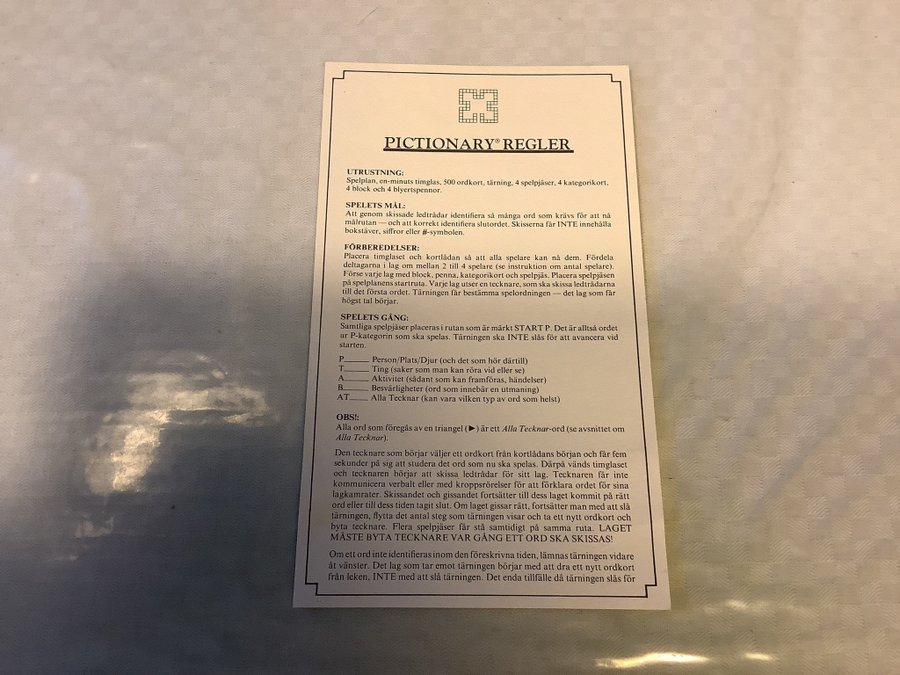 PICTIONARY® REGLER
UTRUSTNING:
Spelplan, en-minuts timglas, 500 ordkort, tärning, 4 spelpjäser, 4 kategorikort,
4 block och 4 blyertspennor.
SPELETS MÅL:
Att genom skissade ledtrådar identifiera så många ord som krävs för att nå
målrutan — och att korrekt identifiera slutordet. Skisserna får INTE innehålla
bokstäver, siffror eller #-symbolen.
FÖRBEREDELSER:
Placera timglaset och kortlådan så att alla spelare kan nå dem. Fördela
deltagarna i lag om mellan 2 till 4 spelare (se instruktion om antal spelare).
Förse varje lag med block, penna, kategorikort och spelpjäs. Placera spelpjäsen
på spelplanens startruta. Varje lag utser en tecknare, som ska skissa ledtrådarna
till det första ordet. Tärningen får bestämma spelordningen — det lag som får
högst tal börjar.
SPELETS GÅNG:
Samtliga spelpjäser placeras i rutan som är märkt START P. Det är alltså ordet
ur P-kategorin som ska spelas. Tärningen ska INTE slås för att avancera vid
starten.
P______ Person/Plats/Djur (och det som hör därtill)
T______ Ting (saker som man kan röra vid eller se)
A______ Aktivitet (sådant som kan framföras, händelser)
B______ Besvärligheter (ord som innebär en utmaning)
AT_____ Alla Tecknar (kan vara vilken typ av ord som helst)
OBS!:
Alla ord som föregås av en triangel (▶) är ett Alla Tecknar-ord (se avsnittet om
Alla Tecknar).
Den tecknare som börjar väljer ett ordkort från kortlådans början och får fem
sekunder på sig att studera det ord som nu ska spelas. Därpå vänds timglaset
och tecknaren börjar att skissa ledtrådar för sitt lag. Tecknaren får inte
kommunicera verbalt eller med kroppsrörelser för att förklara ordet för sina
lagkamrater. Skissandet och gissandet fortsätter till dess laget kommit på rätt
ord eller till dess tiden tagit slut. Om laget gissar rätt, fortsätter man med att slå
tärningen, flytta det antal steg som tärningen visar och ta ett nytt ordkort och
byta tecknare. Flera spelpjäser får stå samtidigt på samma ruta. LAGET
MÅSTE BYTA TECKNARE VAR GÅNG ETT ORD SKA SKISSAS!
Om ett ord inte identifieras inom den föreskrivna tiden, lämnas tärningen vidare
åt vänster. Det lag som tar emot tärningen börjar med att dra ett nytt ordkort
från leken, INTE med att slå tärningen. Det enda tillfälle då tärningen slås för